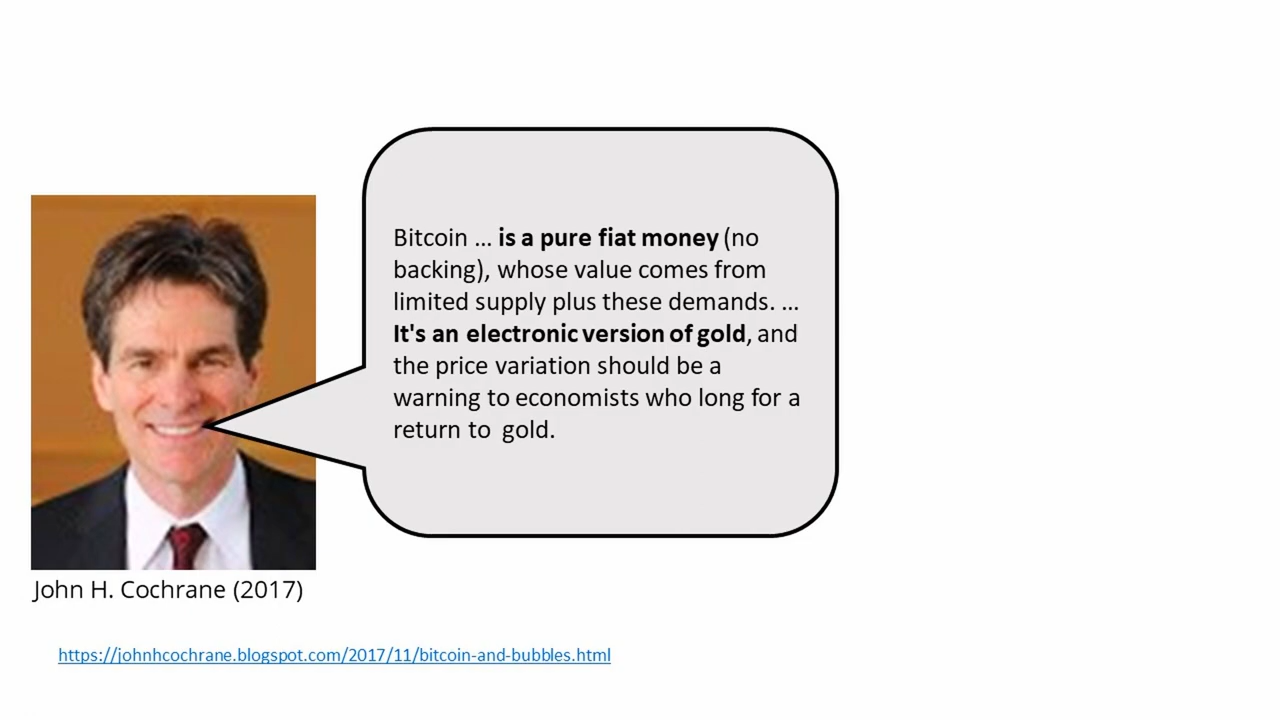 Bitcoin ... is a pure fiat money (no
backing), whose value comes from
limited supply plus these demands. ...
It's an electronic version of gold, and
the price variation should be a
warning to economists who long for a
return to  gold.
John H. Cochrane (2017)
https://johnhcochrane.blogspot.com/2017/11/bitcoin-and-bubbles.html